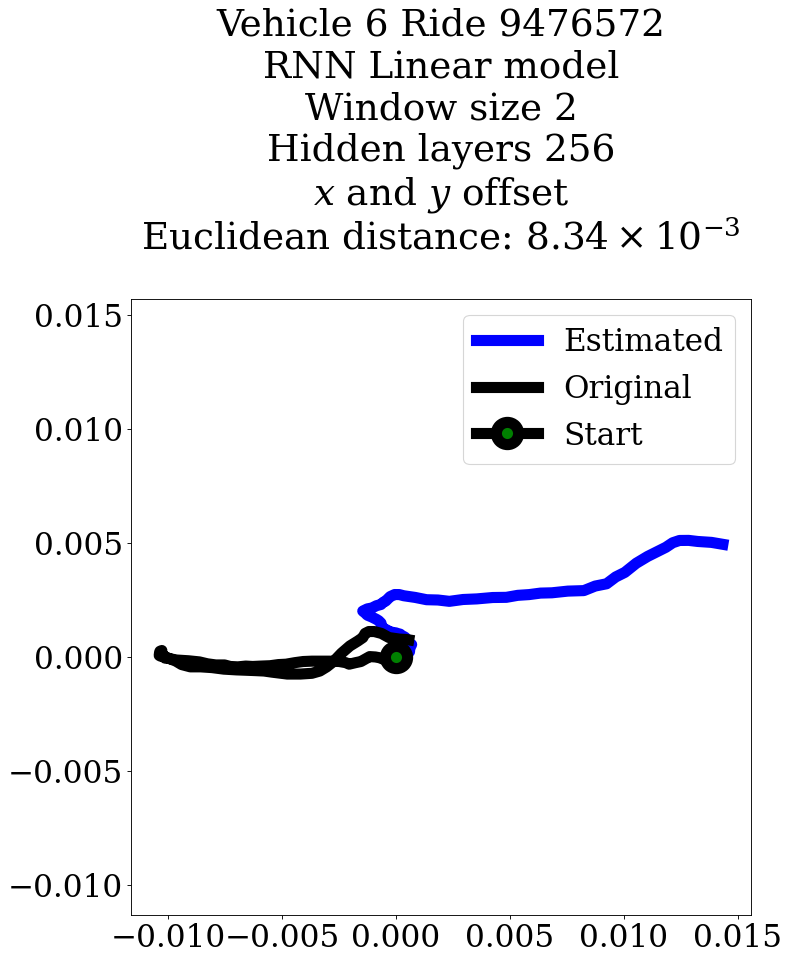 Vehicle 6 Ride 9476572
RNN Linear model
Window size 2
Hidden layers 256
x and y offset
Euclidean distance: 8.34 × 10⁻³
Estimated
Original
Start
0.015
0.010
0.005
0.000
−0.005
−0.010
−0.010 −0.005 0.000 0.005 0.010 0.015